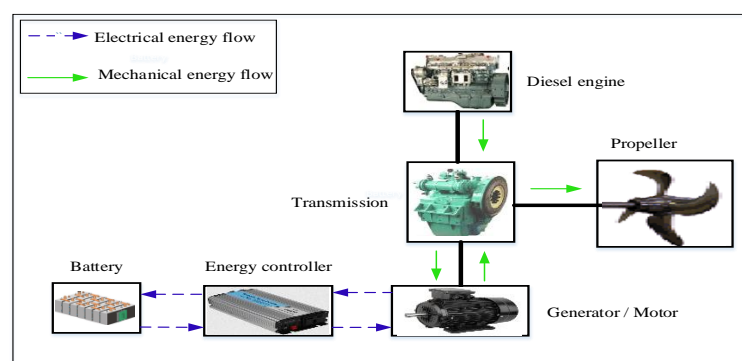 Electrical energy flow
Mechanical energy flow
Diesel engine
Propeller
Transmission
Battery
Energy controller
Generator / Motor